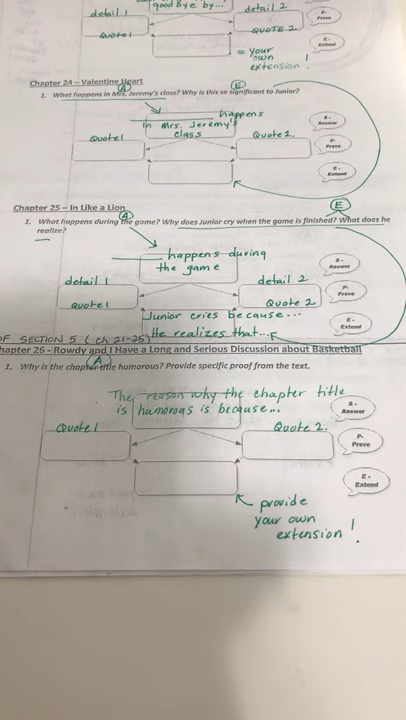 good Bye by...
detail 1
detail 2
Quote 1
QUOTE 2
P-
Prove
E-
Extend
= your
own
extension!
Chapter 24 – Valentine Heart
A
E
1. What happens in Mrs. Jeremy's class? Why is this so significant to Junior?
happens
in Mrs. Jeremy's
class
Quote 1
Quote 2.
A-
Answer
P-
Prove
E-
Extend
Chapter 25 – In Like a Lion
A
E
1. What happens during the game? Why does Junior cry when the game is finished? What does he
realize?
happens during
the game
detail 1
detail 2
Quote 1
Quote 2
A-
Answer
P-
Prove
E-
Extend
Junior cries because...
He realizes that...
OF SECTION 5 (ch 21-25)
hapter 26 - Rowdy and I Have a Long and Serious Discussion about Basketball
A
1. Why is the chapter title humorous? Provide specific proof from the text.
The reason why the chapter title
is humorous is because...
Quote 1
Quote 2.
A-
Answer
P-
Prove
E-
Extend
provide
your own
extension!